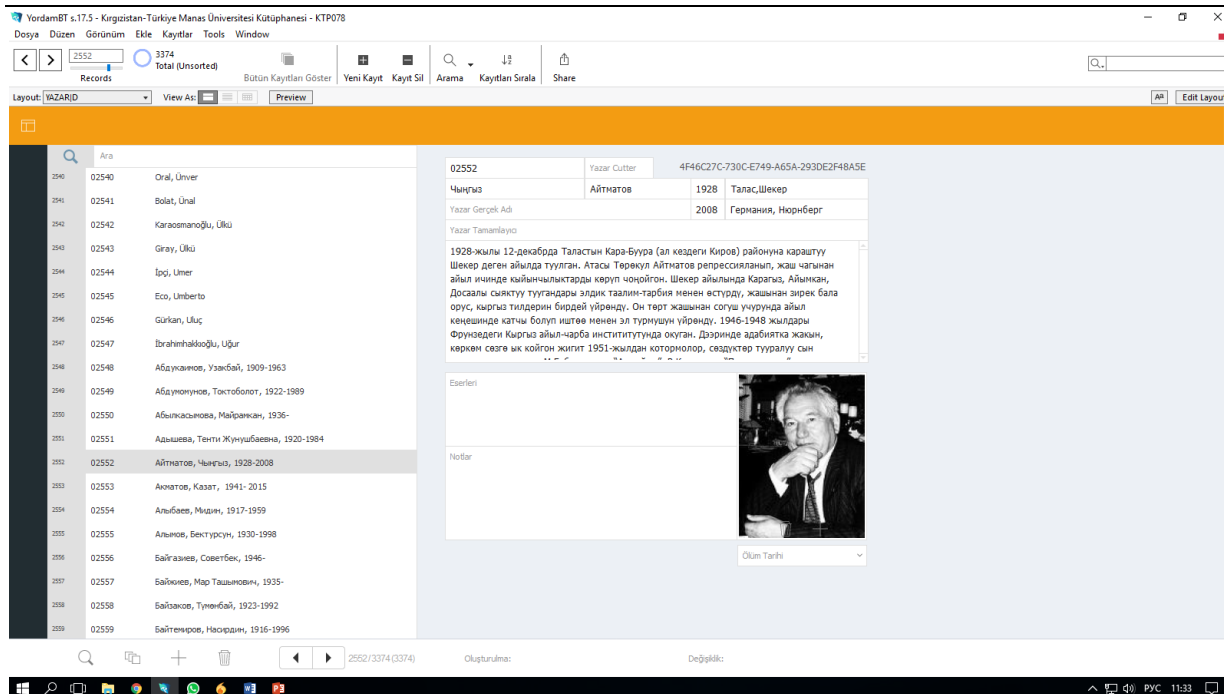 YordamBT s.17.5 - Kırgızistan-Türkiye Manas Üniversitesi Kütüphanesi - KTP078
Dosya Düzen Görünüm Ekle Kayıtlar Tools Window
2552
3374
Total (Unsorted)
Records
Bütün Kayıtları Göster
Yeni Kayıt
Kayıt Sil
Arama
Kayıtları Sırala
Share
Layout: YAZAR|D
View As:
Preview
Edit Layout
Ara
2540 02540 Oral, Ünver
2541 02541 Bolat, Ünal
2542 02542 Karaosmanoğlu, Ülkü
2543 02543 Giray, Ülkü
2544 02544 İpçi, Umer
2545 02545 Eco, Umberto
2546 02546 Gürkan, Uluç
2547 02547 İbrahimhakkıoğlu, Uğur
2548 02548 Абдукаимов, Узакбай, 1909-1963
2549 02549 Абдумомунов, Токтоболот, 1922-1989
2550 02550 Абылкасымова, Майрамкан, 1936-
2551 02551 Адышева, Тенти Жунушбаевна, 1920-1984
2552 02552 Айтматов, Чыңгыз, 1928-2008
2553 02553 Акматов, Казат, 1941- 2015
2554 02554 Алыбаев, Мидин, 1917-1959
2555 02555 Алымов, Бектурсун, 1930-1998
2556 02556 Байгазиев, Советбек, 1946-
2557 02557 Байжиев, Мар Ташымович, 1935-
2558 02558 Байзаков, Түмөнбай, 1923-1992
2559 02559 Байтемиров, Насирдин, 1916-1996
02552
Yazar Cutter
4F46C27C-730C-E749-A65A-293DE2F48A5E
Чыңгыз
Айтматов
1928
Талас,Шекер
Yazar Gerçek Adı
2008
Германия, Нюрнберг
Yazar Tamamlayıcı
1928-жылы 12-декабрда Таластын Кара-Буура (ал кездеги Киров) районуна караштуу
Шекер деген айылда туулган. Атасы Төрөкул Айтматов репрессияланып, жаш чагынан
айыл ичинде кыйынчылыктарды көрүп чоңойгон. Шекер айылында Карагыз, Айымкан,
Досаалы сыяктуу туугандары элдик таалим-тарбия менен өстүрдү, жашынан зирек бала
орус, кыргыз тилдерин бирдей үйрөндү. Он төрт жашынан согуш учурунда айыл
кеңешинде катчы болуп иштөө менен эл турмушун үйрөндү. 1946-1948 жылдары
Фрунзедеги Кыргыз айыл-чарба институтунда окуган. Дээринде адабиятка жакын,
көркөм сөзгө ык койгон жигит 1951-жылдан котормолор, сөздүктөр тууралуу сын
Eserleri
Notlar
Ölüm Tarihi
2552/3374 (3374)
Oluşturulma:
Değişiklik:
РУС 11:33